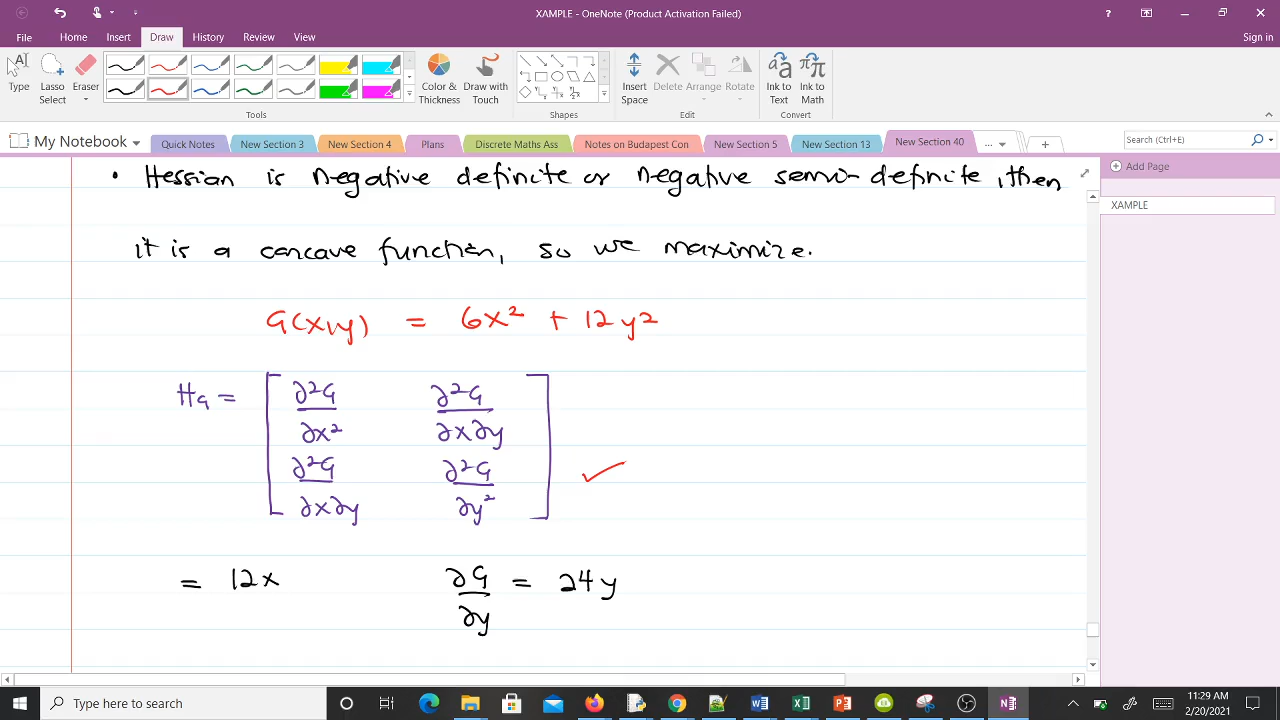 XAMPLE - OneNote (Product Activation Failed)
?
File Home Insert Draw History Review View
Sign in
Type
Lasso Select
Eraser
Color & Thickness
Draw with Touch
Insert Space
Delete
Arrange
Rotate
Ink to Text
Ink to Math
Tools
Shapes
Edit
Convert
My Notebook
Quick Notes
New Section 3
New Section 4
Plans
Discrete Maths Ass
Notes on Budapest Con
New Section 5
New Section 13
New Section 40
...
Search (Ctrl+E)
Add Page
XAMPLE
• Hessian is negative definite or negative semi-definite, then
it is a concave function, so we maximize.
G(x,y) = 6x² + 12y²
H_G = [ ∂²G/∂x² ∂²G/∂x∂y
∂²G/∂x∂y ∂²G/∂y² ] ✓
= 12x ∂G/∂y = 24y
Type here to search
11:29 AM
2/20/2021